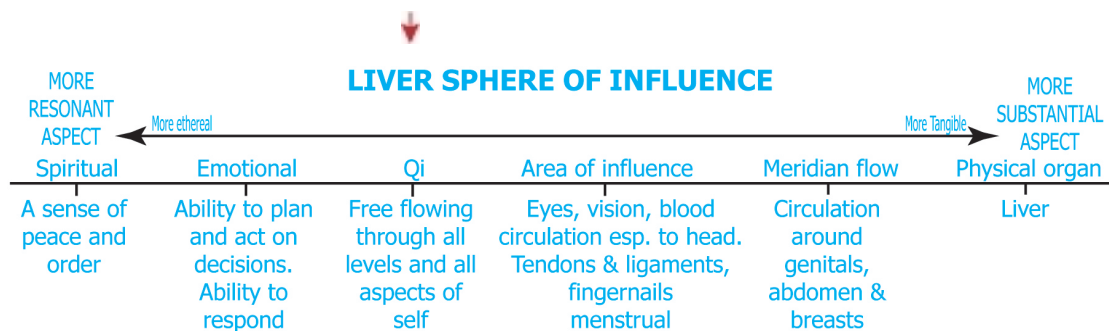 LIVER SPHERE OF INFLUENCE
MORE
RESONANT
ASPECT
MORE
SUBSTANTIAL
ASPECT
More ethereal
More Tangible
Spiritual
Emotional
Qi
Area of influence
Meridian flow
Physical organ
A sense of
peace and
order
Ability to plan
and act on
decisions.
Ability to
respond
Free flowing
through all
levels and all
aspects of
self
Eyes, vision, blood
circulation esp. to head.
Tendons & ligaments,
fingernails
menstrual
Circulation
around
genitals,
abdomen &
breasts
Liver